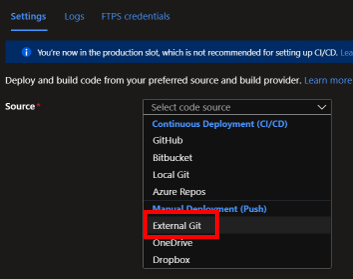 Settings Logs FTPS credentials
You're now in the production slot, which is not recommended for setting up CI/CD. Lea
Deploy and build code from your preferred source and build provider. Learn more
Source* Select code source
Continuous Deployment (CI/CD)
GitHub
Bitbucket
Local Git
Azure Repos
Manual Deployment (Push)
External Git
OneDrive
Dropbox